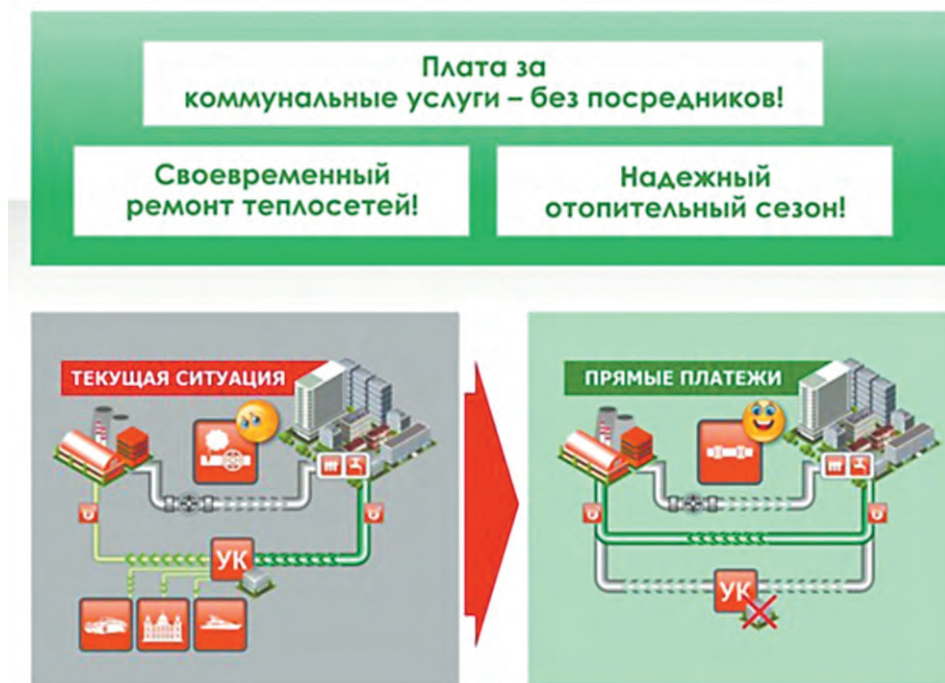 Плата за
коммунальные услуги – без посредников!
Своевременный
ремонт теплосетей!
Надежный
отопительный сезон!
ТЕКУЩАЯ СИТУАЦИЯ
УК
ПРЯМЫЕ ПЛАТЕЖИ
УК